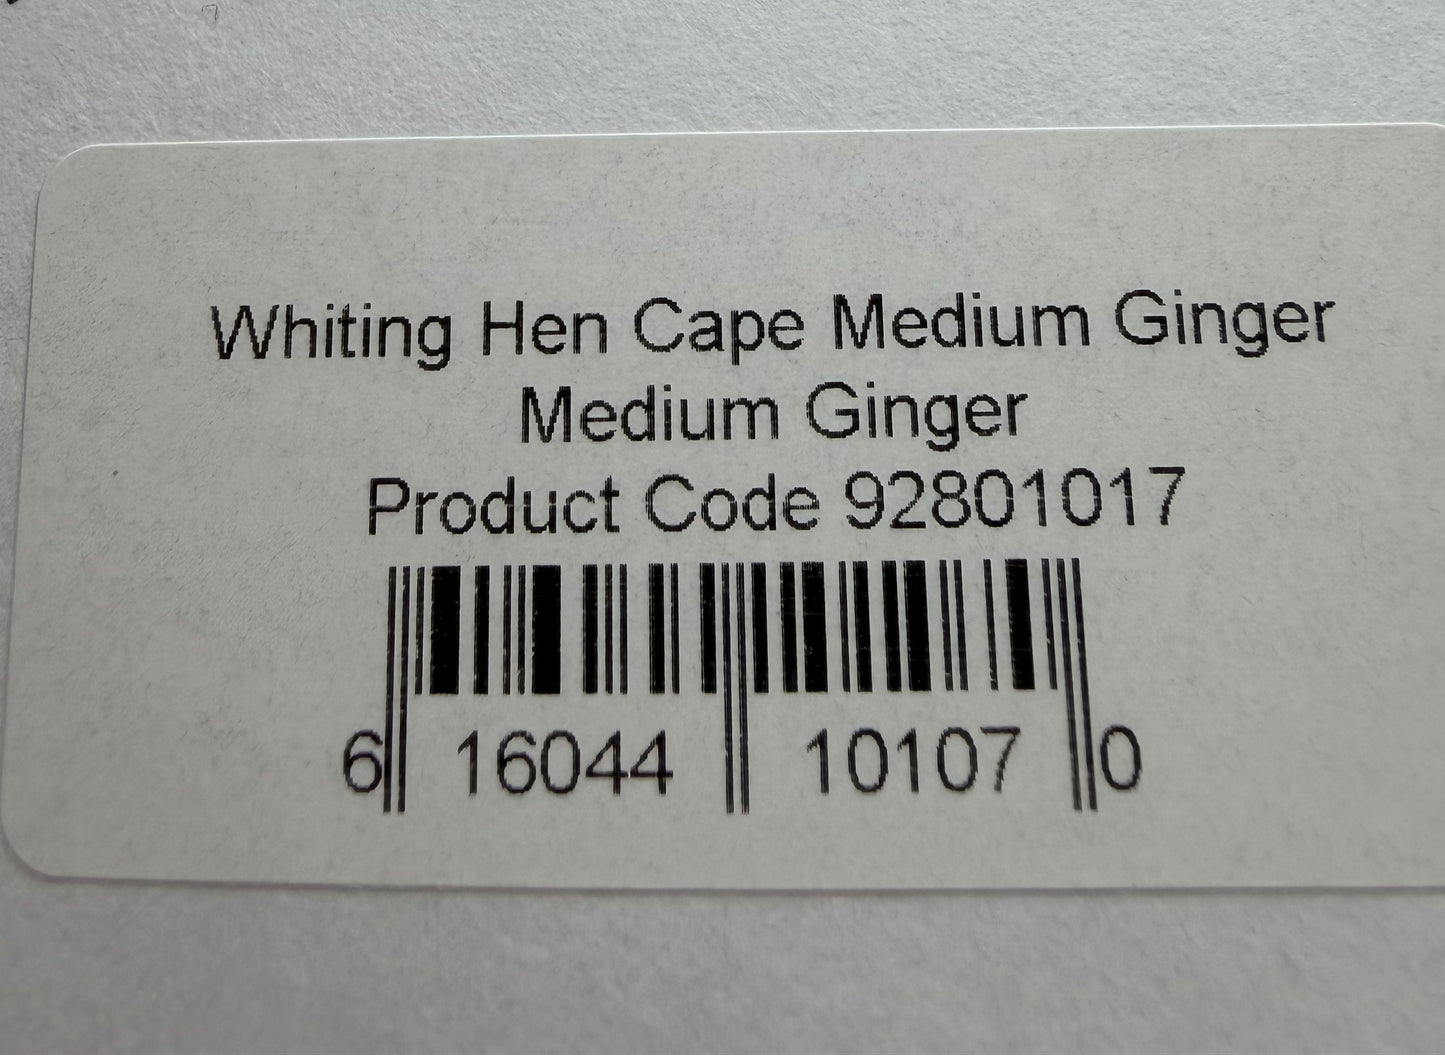 Whiting Hen Cape Medium Ginger
Medium Ginger
Product Code 92801017
6 16044 10107 0